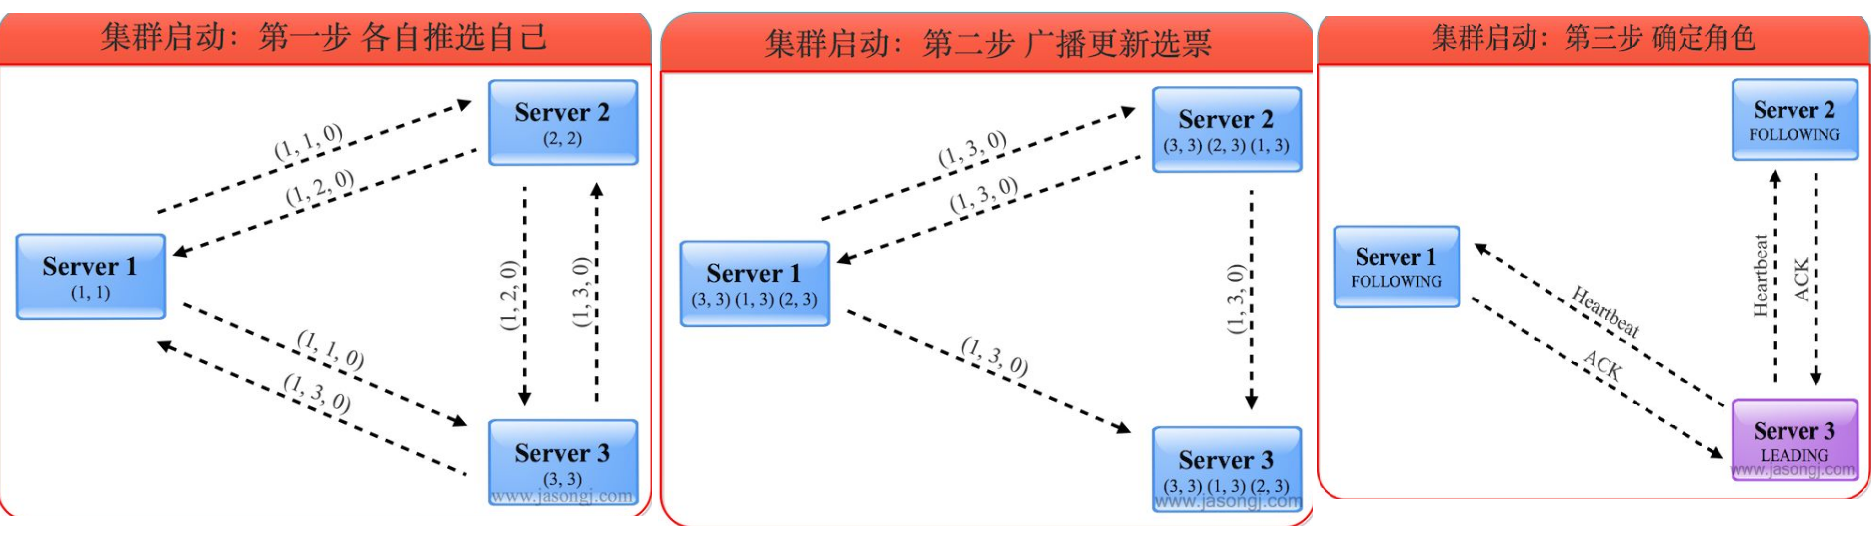 集群启动：第一步 各自推选自己
Server 2
(2, 2)
(1, 1, 0)
(1, 2, 0)
Server 1
(1, 1)
(1, 2, 0)
(1, 3, 0)
(1, 1, 0)
(1, 3, 0)
Server 3
(3, 3)
www.jasongj.com
集群启动：第二步 广播更新选票
Server 2
(3, 3) (2, 3) (1, 3)
(1, 3, 0)
(1, 3, 0)
Server 1
(3, 3) (1, 3) (2, 3)
(1, 3, 0)
(1, 3, 0)
Server 3
(3, 3) (1, 3) (2, 3)
www.jasongj.com
集群启动：第三步 确定角色
Server 2
FOLLOWING
Server 1
FOLLOWING
Heartbeat
ACK
Heartbeat
ACK
Server 3
LEADING
www.jasongj.com